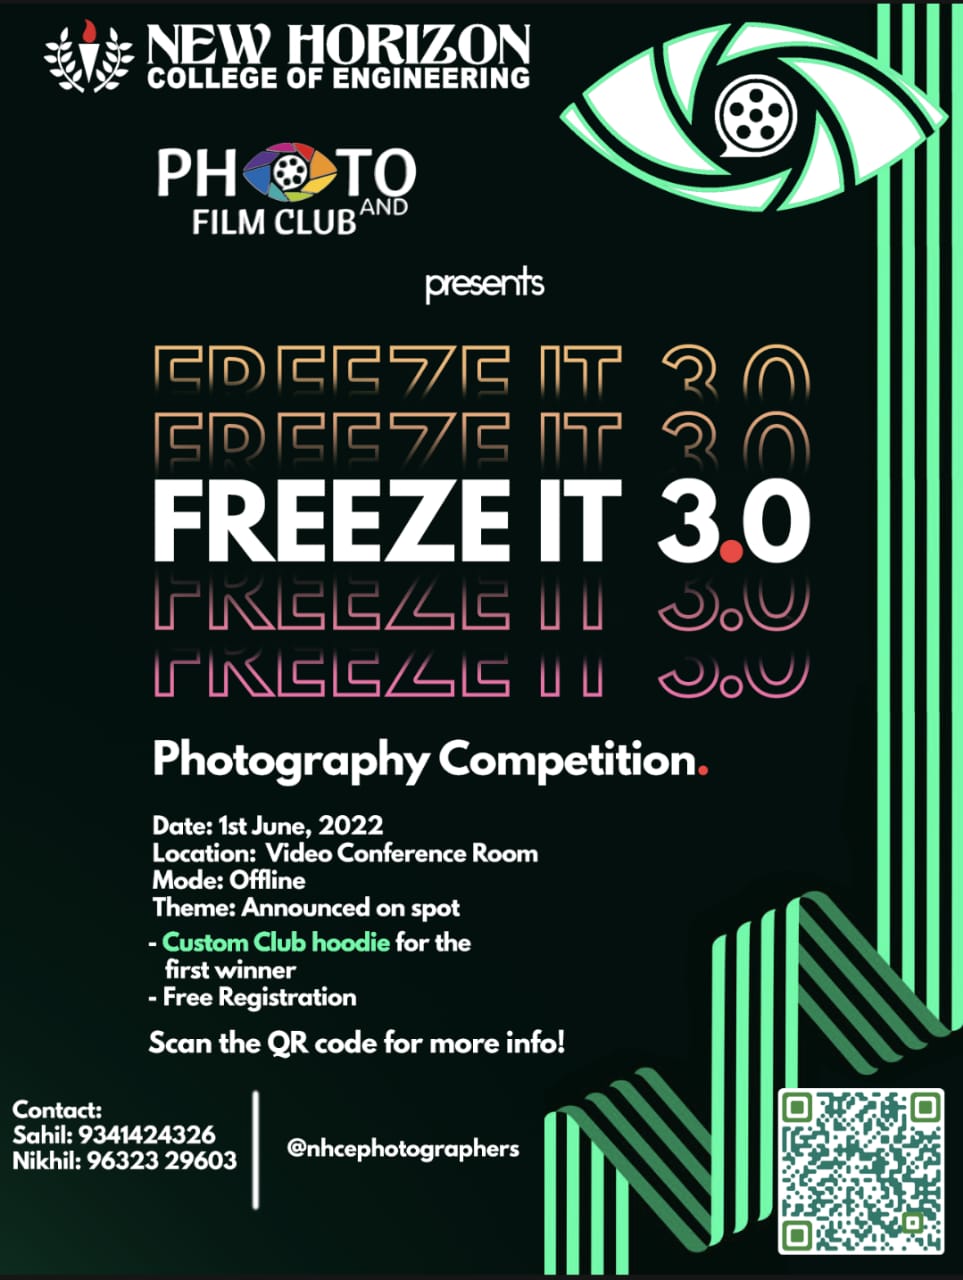 NEW HORIZON
COLLEGE OF ENGINEERING
PHOTO
AND
FILM CLUB
presents
FREEZE IT 3.0
FREEZE IT 3.0
FREEZE IT 3.0
FREEZE IT 3.0
FREEZE IT 3.0
Photography Competition.
Date: 1st June, 2022
Location: Video Conference Room
Mode: Offline
Theme: Announced on spot
- Custom Club hoodie for the
first winner
- Free Registration
Scan the QR code for more info!
Contact:
Sahil: 9341424326
Nikhil: 96323 29603
@nhcephotographers